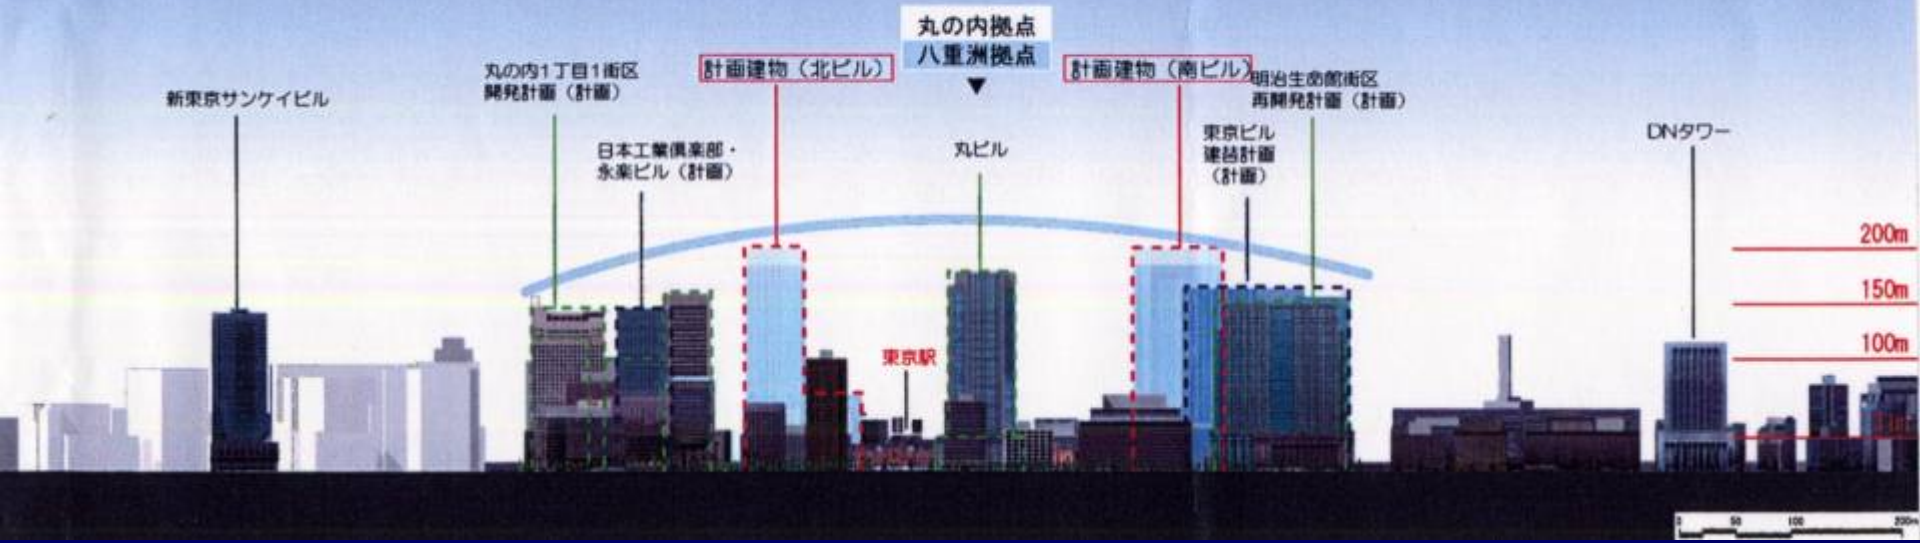 丸の内拠点
八重洲拠点
▼
新東京サンケイビル
丸の内1丁目1街区
開発計画（計画）
日本工業倶楽部・
永楽ビル（計画）
計画建物（北ビル）
東京駅
丸ビル
計画建物（南ビル）
東京ビル
建替計画
（計画）
明治生命館街区
再開発計画（計画）
DNタワー
200m
150m
100m
0 50 100 200m